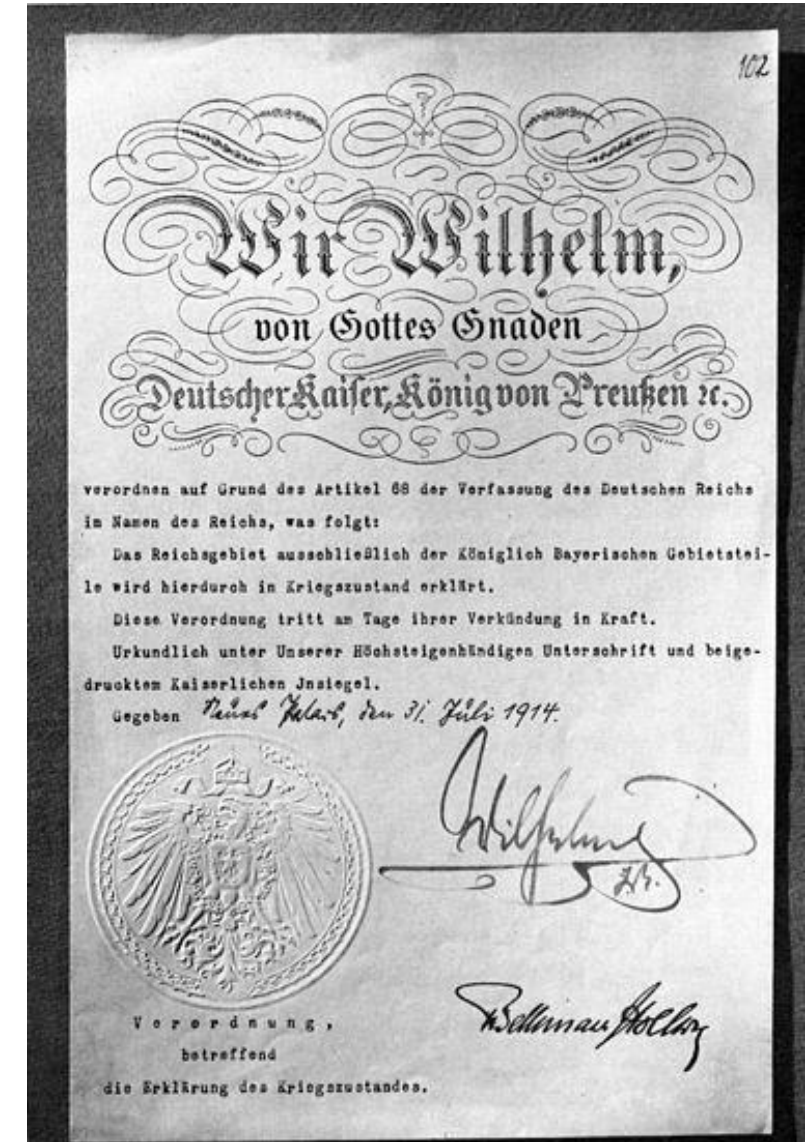 102
Wir Wilhelm,
von Gottes Gnaden
Deutscher Kaiser, König von Preußen ꝛc.
verordnen auf Grund des Artikel 68 der Verfassung des Deutschen Reichs
im Namen des Reichs, was folgt:
Das Reichsgebiet ausschließlich der Königlich Bayerischen Gebietstei-
le wird hierdurch in Kriegszustand erklärt.
Diese Verordnung tritt am Tage ihrer Verkündung in Kraft.
Urkundlich unter Unserer Höchsteigenhändigen Unterschrift und beige-
drucktem Kaiserlichen Jnsiegel.
Gegeben Neues Palais, den 31. Juli 1914.
Wilhelm
I.R.
v Bethmann Hollweg
Verordnung,
betreffend
die Erklärung des Kriegszustandes.